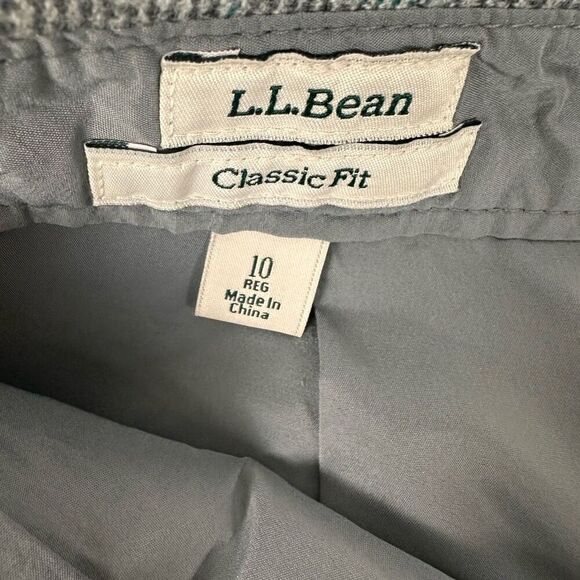 L.L.Bean
Classic Fit
10
REG
Made In
China